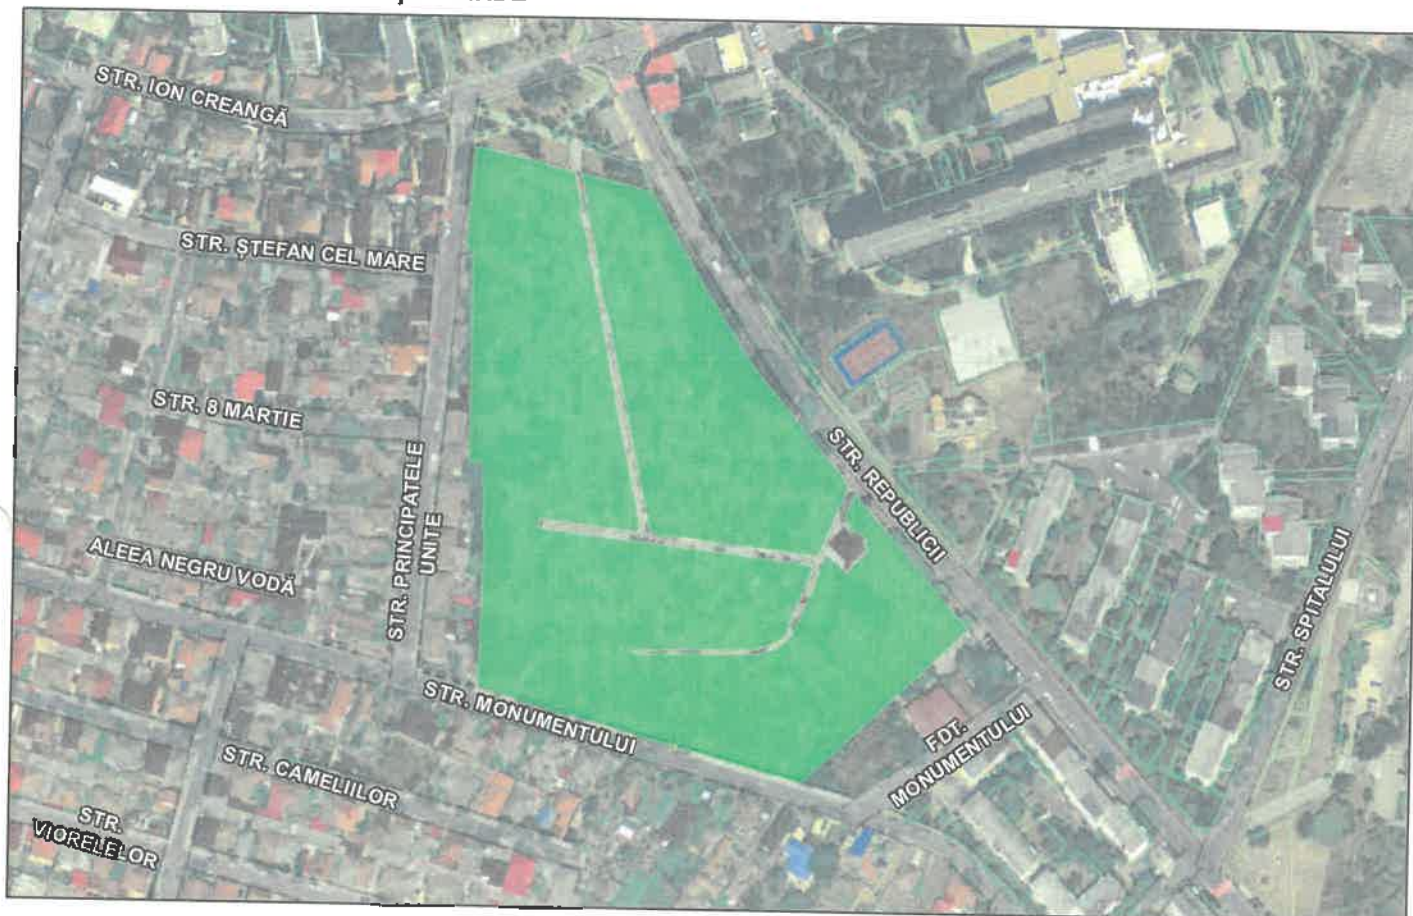 STR. ION CREANGĂ
STR. ȘTEFAN CEL MARE
STR. 8 MARTIE
STR. PRINCIPATELE
UNITE
STR. REPUBLICII
ALEEA NEGRU VODĂ
STR. SPITALULUI
STR. MONUMENTULUI
FDT.
MONUMENTULUI
STR. CAMELIILOR
STR.
VIORELELOR